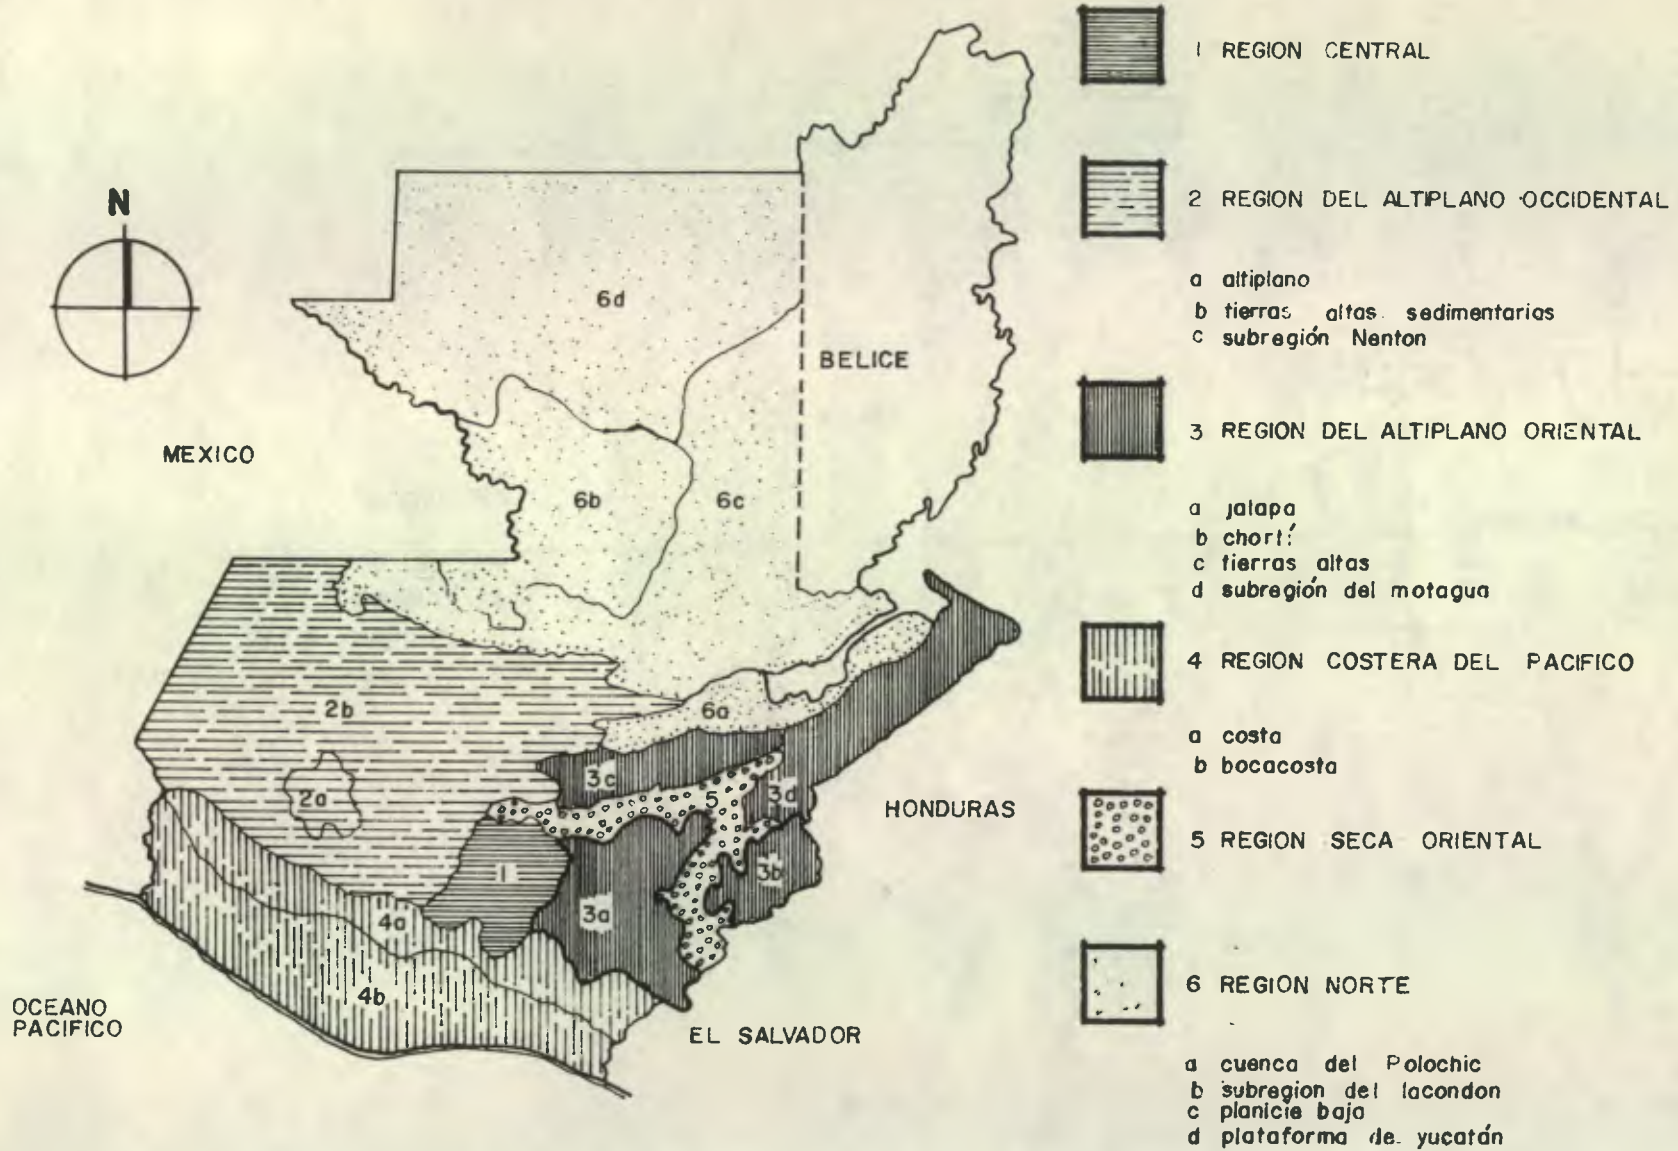 N
MEXICO
BELICE
HONDURAS
EL SALVADOR
OCEANO
PACIFICO
6d
6b
6c
6a
2b
2a
3c
3d
5
3b
1
3a
4a
4b
1 REGION CENTRAL
2 REGION DEL ALTIPLANO OCCIDENTAL
a altiplano
b tierras altas sedimentarias
c subregión Nenton
3 REGION DEL ALTIPLANO ORIENTAL
a jalapa
b chortí
c tierras altas
d subregión del motagua
4 REGION COSTERA DEL PACIFICO
a costa
b bocacosta
5 REGION SECA ORIENTAL
6 REGION NORTE
a cuenca del Polochic
b subregion del lacondon
c planicie baja
d plataforma de yucatán